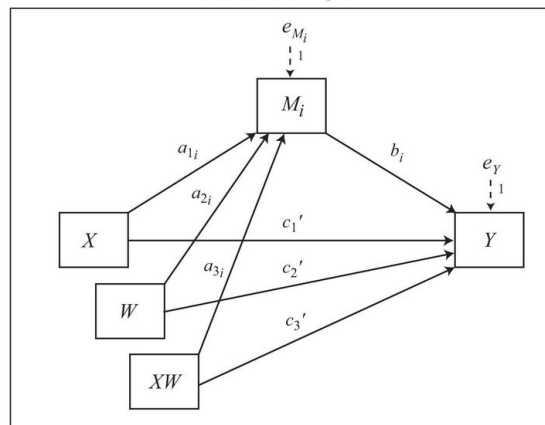 e_{M_i}
1
M_i
a_{1i}
b_i
a_{2i}
e_Y
1
X
c_1′
Y
a_{3i}
c_2′
W
c_3′
XW